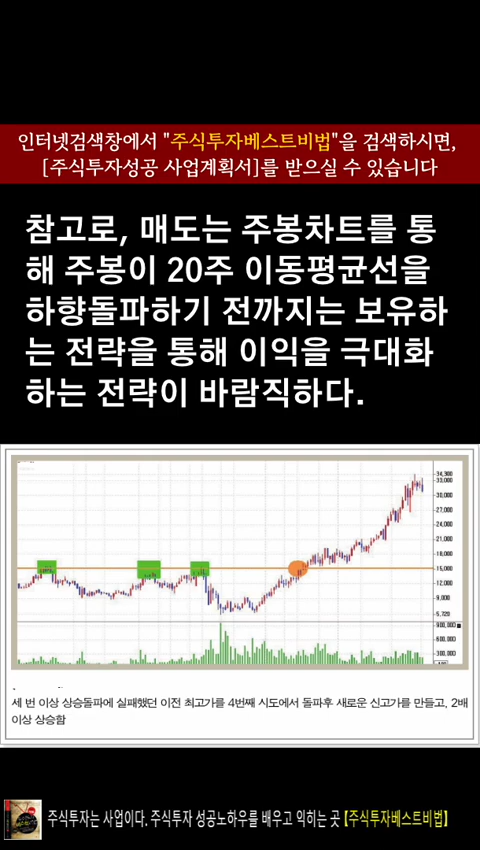 인터넷검색창에서 "주식투자베스트비법"을 검색하시면,
[주식투자성공 사업계획서]를 받으실 수 있습니다
참고로, 매도는 주봉차트를 통
해 주봉이 20주 이동평균선을
하향돌파하기 전까지는 보유하
는 전략을 통해 이익을 극대화
하는 전략이 바람직하다.
34,300
33,000
30,000
27,000
24,000
21,000
18,000
15,000
12,000
9,000
5,720
900,000
600,000
300,000
세 번 이상 상승돌파에 실패했던 이전 최고가를 4번째 시도에서 돌파후 새로운 신고가를 만들고, 2배
이상 상승함
주식투자는 사업이다. 주식투자 성공노하우를 배우고 익히는 곳 [주식투자베스트비법]